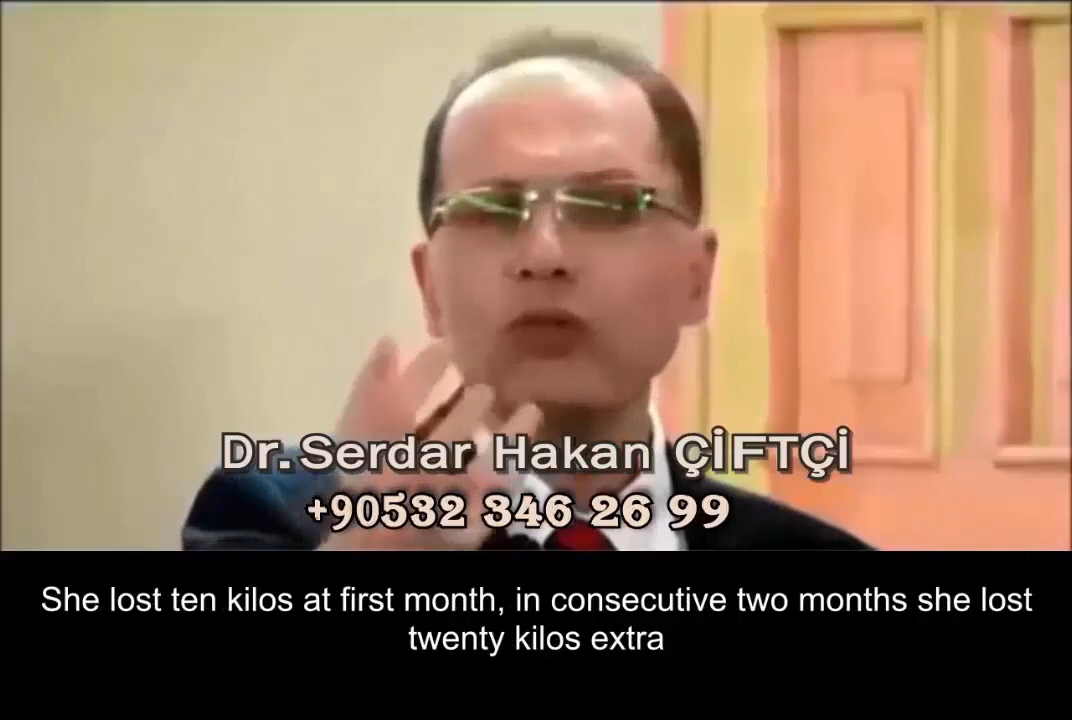 Dr. Serdar Hakan ÇİFTÇİ
+90532 346 26 99
She lost ten kilos at first month, in consecutive two months she lost
twenty kilos extra